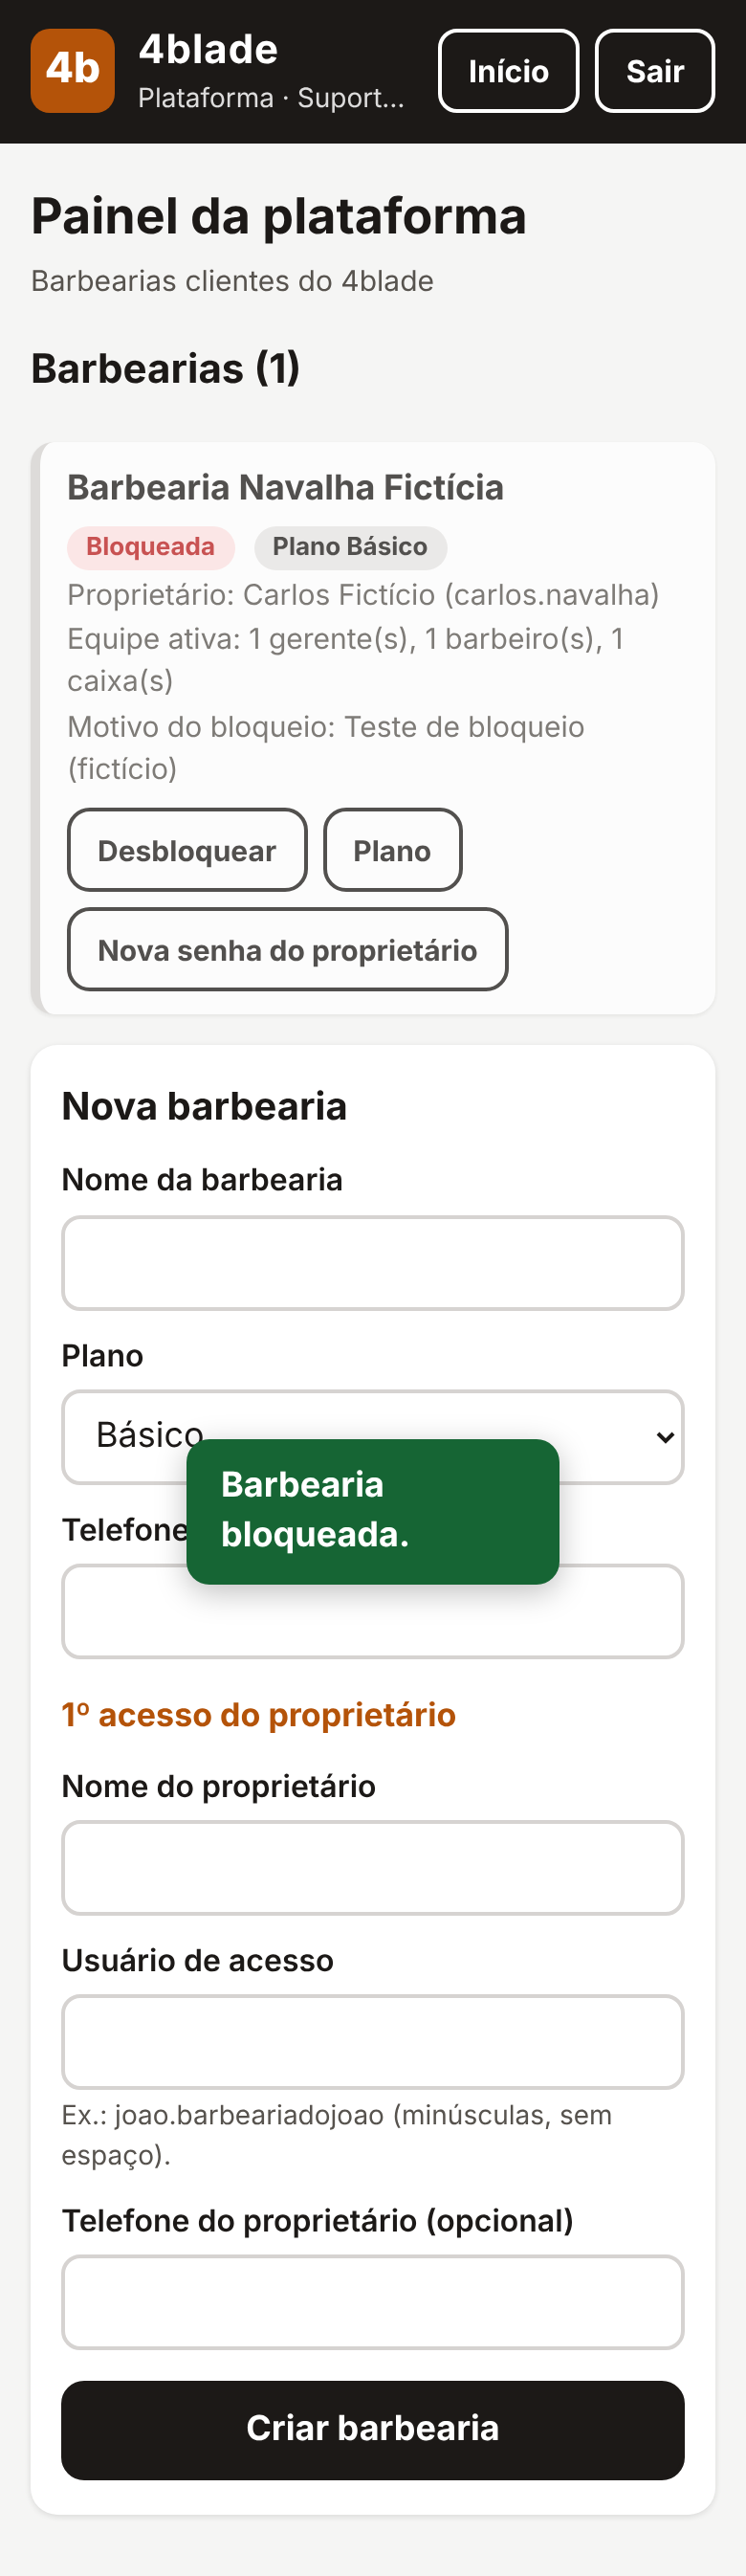 4b
4blade
Plataforma · Suport...
Início
Sair
Painel da plataforma
Barbearias clientes do 4blade
Barbearias (1)
Barbearia Navalha Fictícia
Bloqueada
Plano Básico
Proprietário: Carlos Fictício (carlos.navalha)
Equipe ativa: 1 gerente(s), 1 barbeiro(s), 1
caixa(s)
Motivo do bloqueio: Teste de bloqueio
(fictício)
Desbloquear
Plano
Nova senha do proprietário
Nova barbearia
Nome da barbearia
Plano
Básico
Barbearia
bloqueada.
Telefone
1º acesso do proprietário
Nome do proprietário
Usuário de acesso
Ex.: joao.barbeariadojoao (minúsculas, sem
espaço).
Telefone do proprietário (opcional)
Criar barbearia